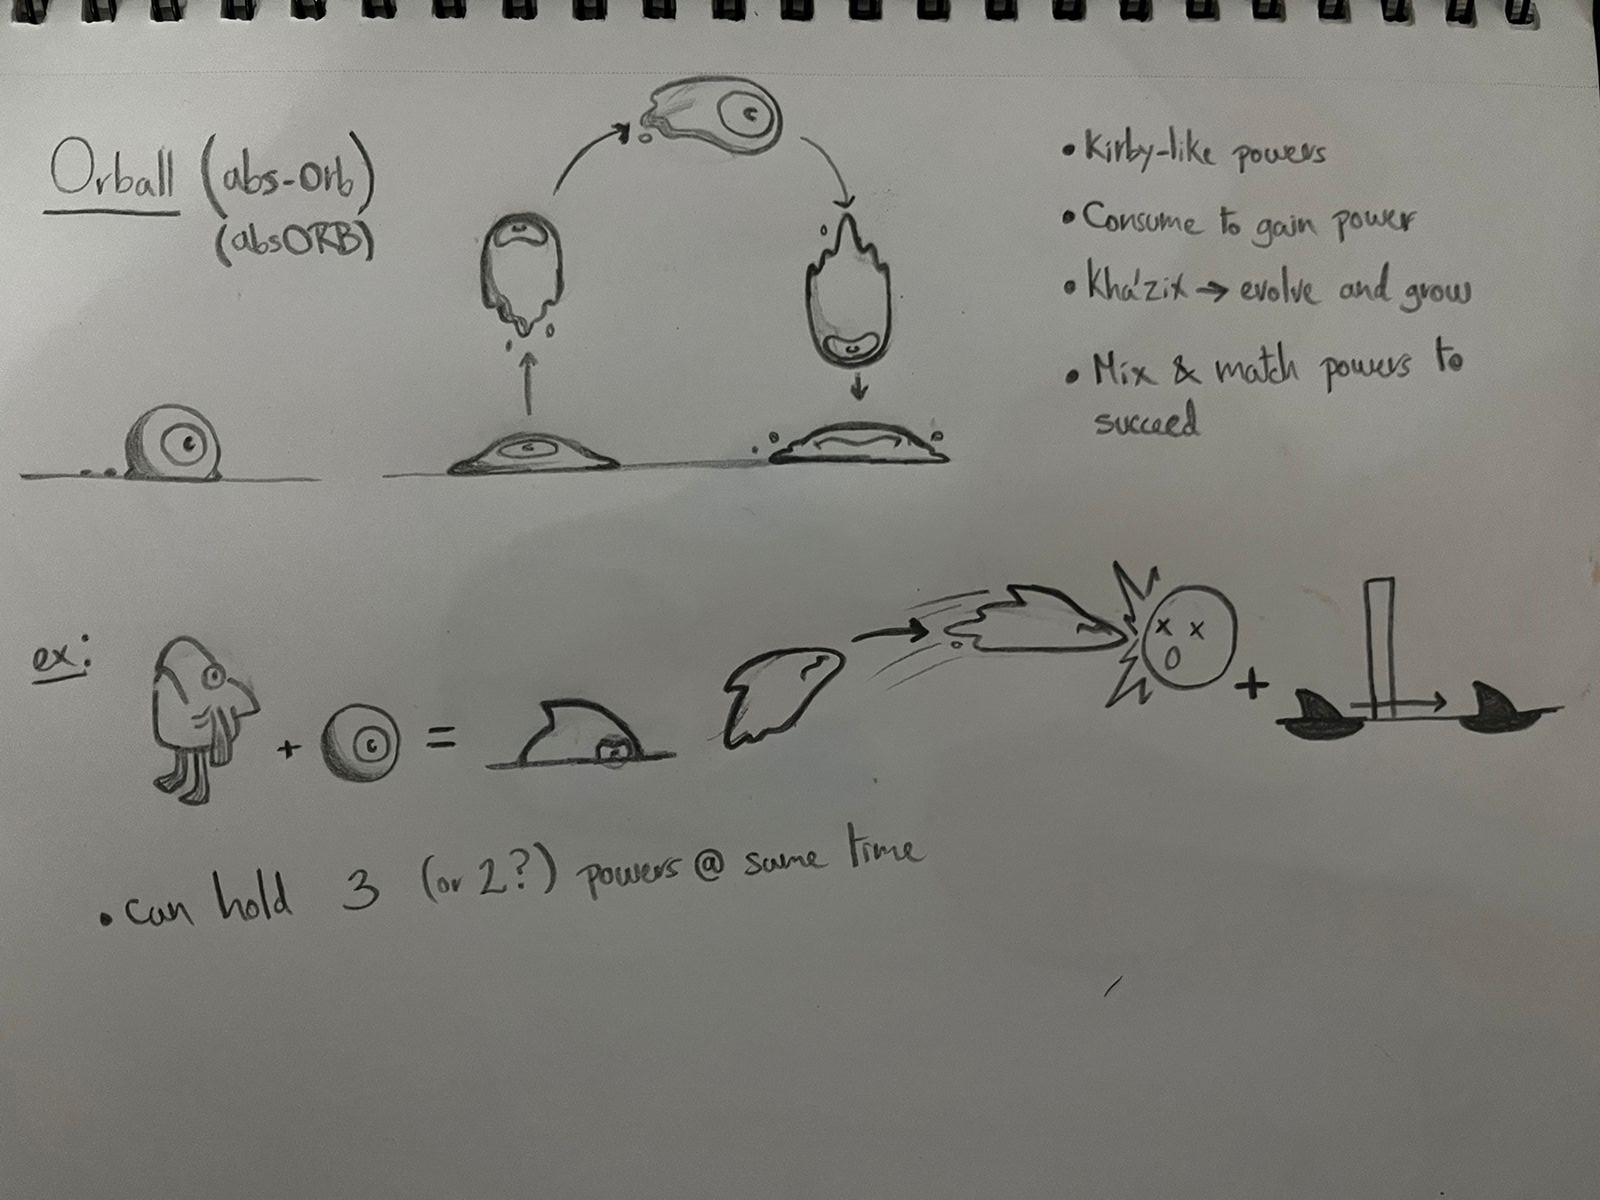 Orball (abs-orb)
(absORB)
• Kirby-like powers
• Consume to gain power
• Kha'zix → evolve and grow
• Mix & match powers to
succeed
ex:
+ =
+
• can hold 3 (or 2?) powers @ same time